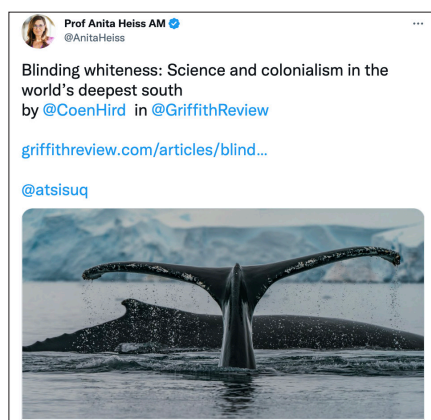 Prof Anita Heiss AM
@AnitaHeiss
Blinding whiteness: Science and colonialism in the
world's deepest south
by @CoenHird in @GriffithReview
griffithreview.com/articles/blind...
@atsisuq